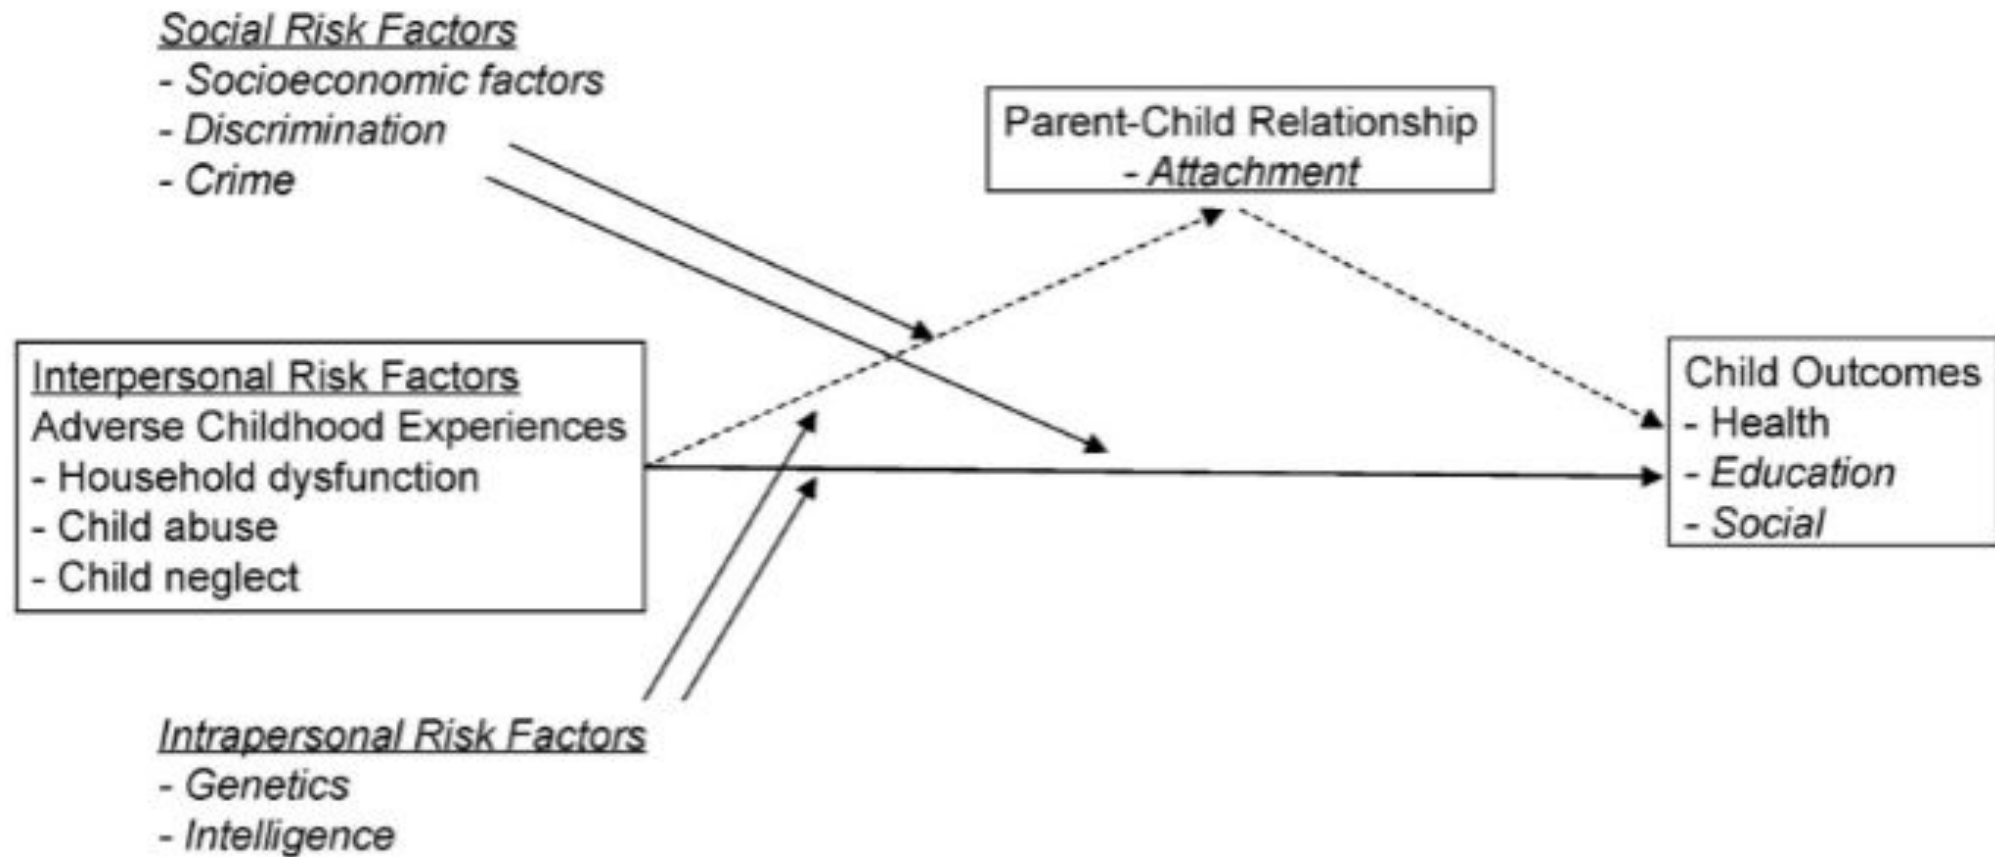 Social Risk Factors
- Socioeconomic factors
- Discrimination
- Crime
Parent-Child Relationship
- Attachment
Interpersonal Risk Factors
Adverse Childhood Experiences
- Household dysfunction
- Child abuse
- Child neglect
Child Outcomes
- Health
- Education
- Social
Intrapersonal Risk Factors
- Genetics
- Intelligence